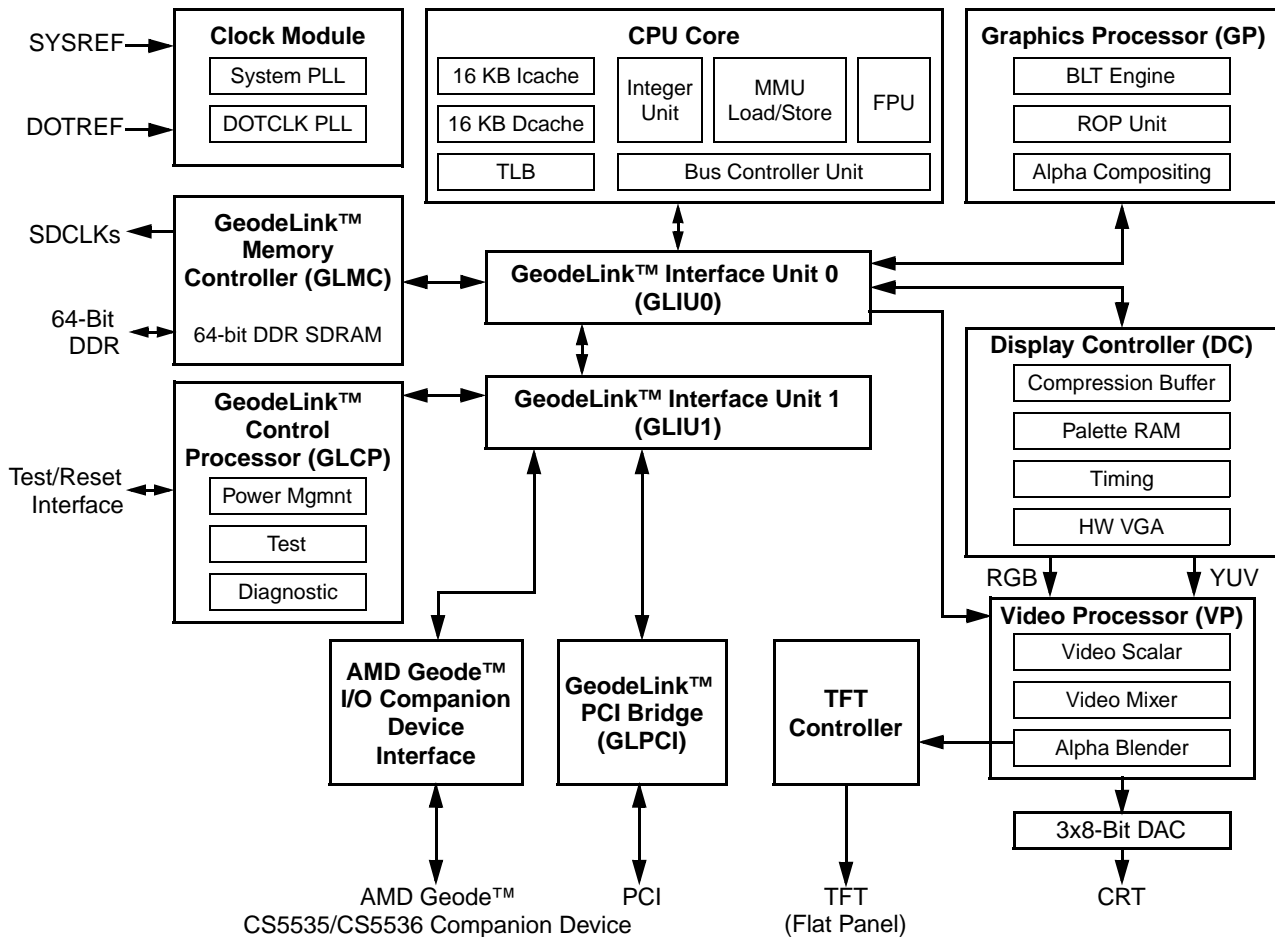 SYSREF
DOTREF
Clock Module
System PLL
DOTCLK PLL
CPU Core
16 KB Icache
16 KB Dcache
TLB
Integer
Unit
MMU
Load/Store
FPU
Bus Controller Unit
Graphics Processor (GP)
BLT Engine
ROP Unit
Alpha Compositing
SDCLKs
64-Bit
DDR
GeodeLink™
Memory
Controller (GLMC)
64-bit DDR SDRAM
GeodeLink™ Interface Unit 0
(GLIU0)
GeodeLink™ Interface Unit 1
(GLIU1)
Display Controller (DC)
Compression Buffer
Palette RAM
Timing
HW VGA
RGB
YUV
Test/Reset
Interface
GeodeLink™
Control
Processor (GLCP)
Power Mgmnt
Test
Diagnostic
AMD Geode™
I/O Companion
Device
Interface
GeodeLink™
PCI Bridge
(GLPCI)
TFT
Controller
Video Processor (VP)
Video Scalar
Video Mixer
Alpha Blender
3x8-Bit DAC
AMD Geode™
CS5535/CS5536 Companion Device
PCI
TFT
(Flat Panel)
CRT